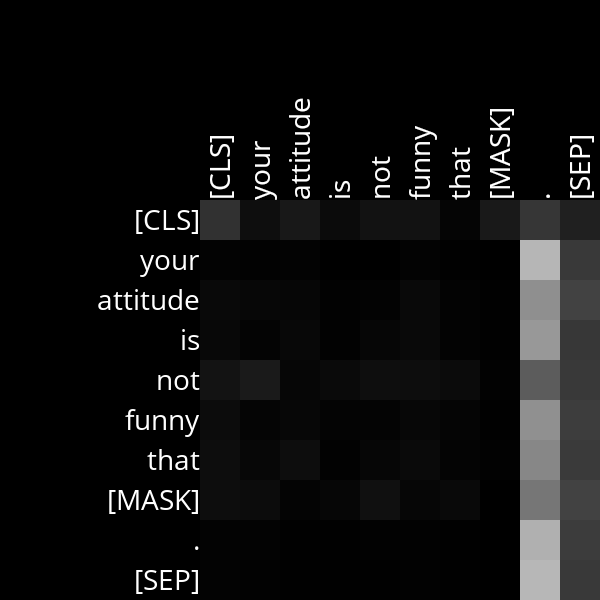 [CLS] your attitude is not funny that [MASK] . [SEP]
[CLS]
your
attitude
is
not
funny
that
[MASK]
.
[SEP]